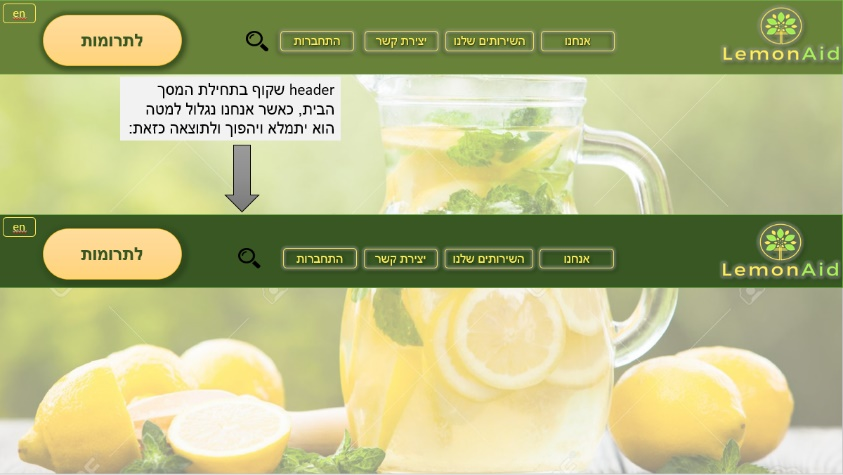 en
לתרומות
התחברות
יצירת קשר
השירותים שלנו
אנחנו
LemonAid
header שקוף בתחילת המסך
הבית, כאשר אנחנו נגלול למטה
הוא יתמלא ויהפוך ולתוצאה כזאת:
en
לתרומות
התחברות
יצירת קשר
השירותים שלנו
אנחנו
LemonAid